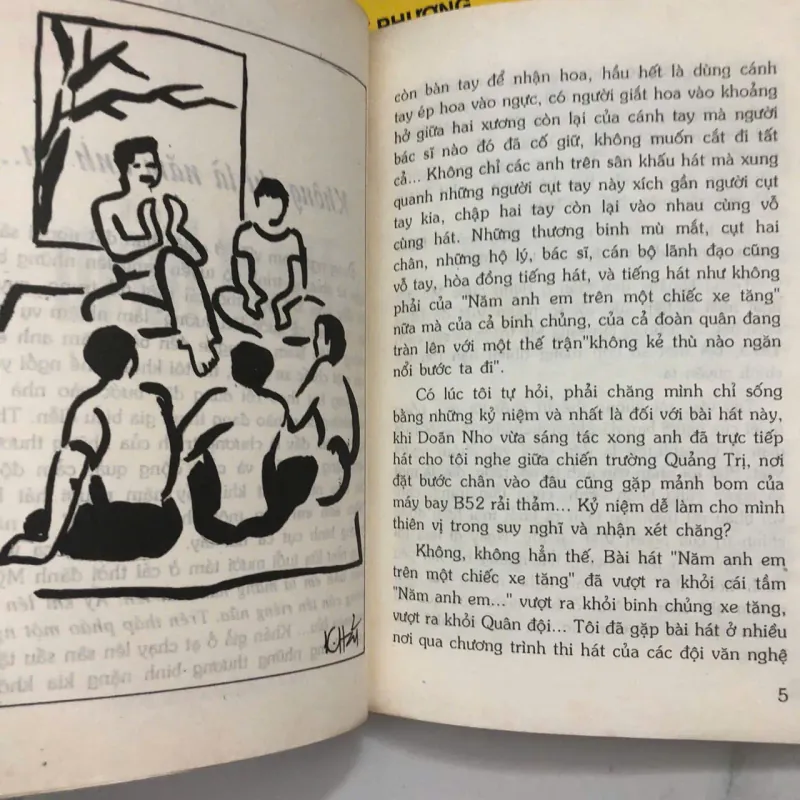 PHƯƠNG
còn bàn tay để nhận hoa, hầu hết là dùng cánh
tay ép hoa vào ngực, có người giắt hoa vào khoảng
hở giữa hai xương còn lại của cánh tay mà người
bác sĩ nào đó đã cố giữ, không muốn cắt đi tất
cả... Không chỉ các anh trên sân khấu hát mà xung
quanh những người cụt tay này xích gần người cụt
tay kia, chập hai tay còn lại vào nhau cùng vỗ
cùng hát. Những thương binh mù mắt, cụt hai
chân, những hộ lý, bác sĩ, cán bộ lãnh đạo cũng
vỗ tay, hòa đồng tiếng hát, và tiếng hát như không
phải của "Năm anh em trên một chiếc xe tăng"
nữa mà của cả binh chủng, của cả đoàn quân đang
tràn lên với một thế trận"không kẻ thù nào ngăn
nổi bước ta đi".
Có lúc tôi tự hỏi, phải chăng mình chỉ sống
bằng những kỷ niệm và nhất là đối với bài hát này,
khi Doãn Nho vừa sáng tác xong anh đã trực tiếp
hát cho tôi nghe giữa chiến trường Quảng Trị, nơi
đặt bước chân vào đâu cũng gặp mảnh bom của
máy bay B52 rải thảm... Kỷ niệm dễ làm cho mình
thiên vị trong suy nghĩ và nhận xét chăng?
Không, không hẳn thế. Bài hát "Năm anh em
trên một chiếc xe tăng" đã vượt ra khỏi cái tầm
"Năm anh em..." vượt ra khỏi binh chủng xe tăng,
vượt ra khỏi Quân đội... Tôi đã gặp bài hát ở nhiều
nơi qua chương trình thi hát của các đội văn nghệ
5